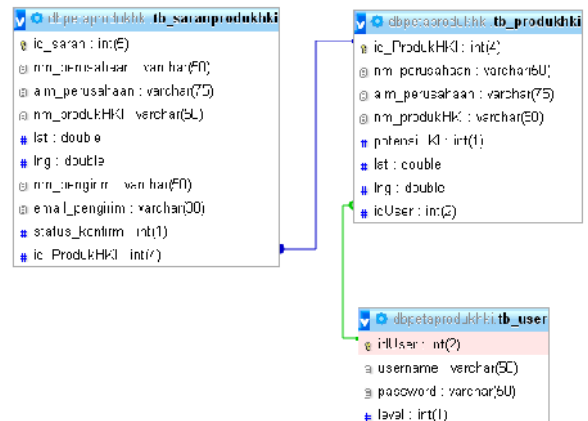 dbpetaprodukhki tb_saranprodukhki
id_saran : int(5)
nm_perusahaan : varchar(50)
alm_perusahaan : varchar(75)
nm_produkHKI : varchar(50)
lat : double
lng : double
nm_pengirim : varchar(50)
email_pengirim : varchar(30)
status_konfirm : int(1)
id_ProdukHKI : int(4)
dbpetaprodukhki tb_produkhki
id_ProdukHKI : int(4)
nm_perusahaan : varchar(50)
alm_perusahaan : varchar(75)
nm_produkHKI : varchar(50)
potensi_KI : int(1)
lat : double
lng : double
idUser : int(2)
dbpetaprodukhki tb_user
idUser : int(2)
username : varchar(50)
password : varchar(50)
level : int(1)